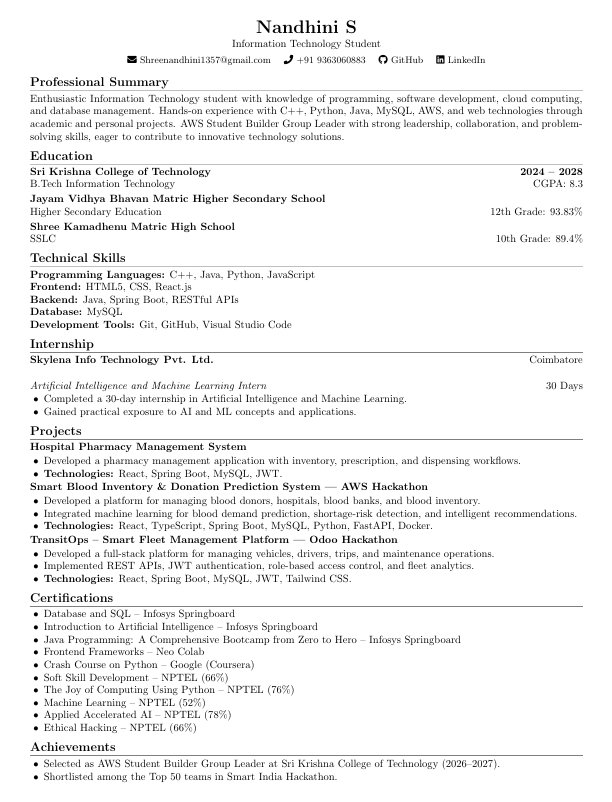 Nandhini S
Information Technology Student
Shreenandhini1357@gmail.com +91 9363060883 GitHub LinkedIn
Professional Summary
Enthusiastic Information Technology student with knowledge of programming, software development, cloud computing,
and database management. Hands-on experience with C++, Python, Java, MySQL, AWS, and web technologies through
academic and personal projects. AWS Student Builder Group Leader with strong leadership, collaboration, and problem-
solving skills, eager to contribute to innovative technology solutions.
Education
Sri Krishna College of Technology 2024 – 2028
B.Tech Information Technology CGPA: 8.3
Jayam Vidhya Bhavan Matric Higher Secondary School
Higher Secondary Education 12th Grade: 93.83%
Shree Kamadhenu Matric High School
SSLC 10th Grade: 89.4%
Technical Skills
Programming Languages: C++, Java, Python, JavaScript
Frontend: HTML5, CSS, React.js
Backend: Java, Spring Boot, RESTful APIs
Database: MySQL
Development Tools: Git, GitHub, Visual Studio Code
Internship
Skylena Info Technology Pvt. Ltd. Coimbatore
Artificial Intelligence and Machine Learning Intern 30 Days
• Completed a 30-day internship in Artificial Intelligence and Machine Learning.
• Gained practical exposure to AI and ML concepts and applications.
Projects
Hospital Pharmacy Management System
• Developed a pharmacy management application with inventory, prescription, and dispensing workflows.
• Technologies: React, Spring Boot, MySQL, JWT.
Smart Blood Inventory & Donation Prediction System — AWS Hackathon
• Developed a platform for managing blood donors, hospitals, blood banks, and blood inventory.
• Integrated machine learning for blood demand prediction, shortage-risk detection, and intelligent recommendations.
• Technologies: React, TypeScript, Spring Boot, MySQL, Python, FastAPI, Docker.
TransitOps – Smart Fleet Management Platform — Odoo Hackathon
• Developed a full-stack platform for managing vehicles, drivers, trips, and maintenance operations.
• Implemented REST APIs, JWT authentication, role-based access control, and fleet analytics.
• Technologies: React, Spring Boot, MySQL, JWT, Tailwind CSS.
Certifications
• Database and SQL – Infosys Springboard
• Introduction to Artificial Intelligence – Infosys Springboard
• Java Programming: A Comprehensive Bootcamp from Zero to Hero – Infosys Springboard
• Frontend Frameworks – Neo Colab
• Crash Course on Python – Google (Coursera)
• Soft Skill Development – NPTEL (66%)
• The Joy of Computing Using Python – NPTEL (76%)
• Machine Learning – NPTEL (52%)
• Applied Accelerated AI – NPTEL (78%)
• Ethical Hacking – NPTEL (66%)
Achievements
• Selected as AWS Student Builder Group Leader at Sri Krishna College of Technology (2026–2027).
• Shortlisted among the Top 50 teams in Smart India Hackathon.